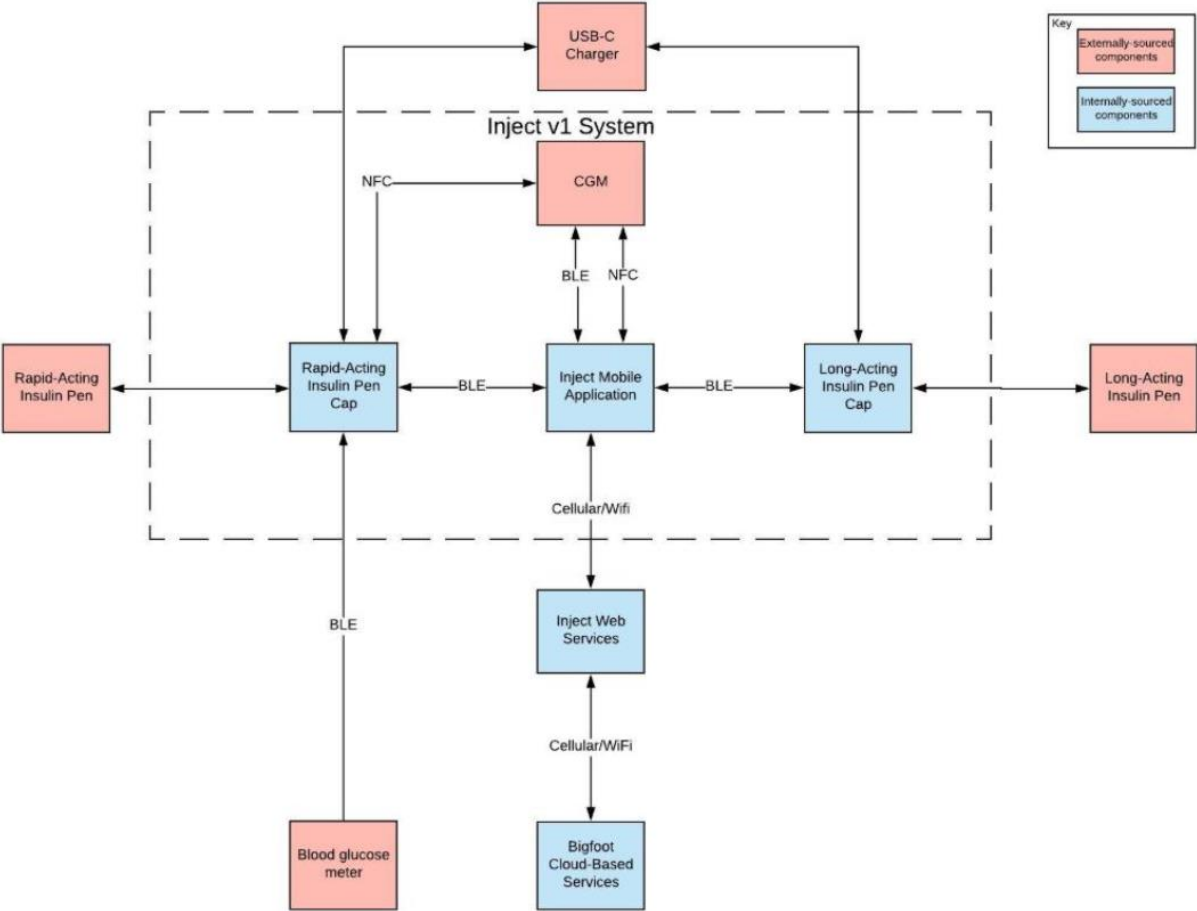 USB-C
Charger
Key
Externally-sourced
components
Internally-sourced
components
Inject v1 System
NFC
CGM
BLE
NFC
Rapid-Acting
Insulin Pen
Rapid-Acting
Insulin Pen
Cap
BLE
Inject Mobile
Application
BLE
Long-Acting
Insulin Pen
Cap
Long-Acting
Insulin Pen
Cellular/Wifi
BLE
Inject Web
Services
Cellular/WiFi
Blood glucose
meter
Bigfoot
Cloud-Based
Services